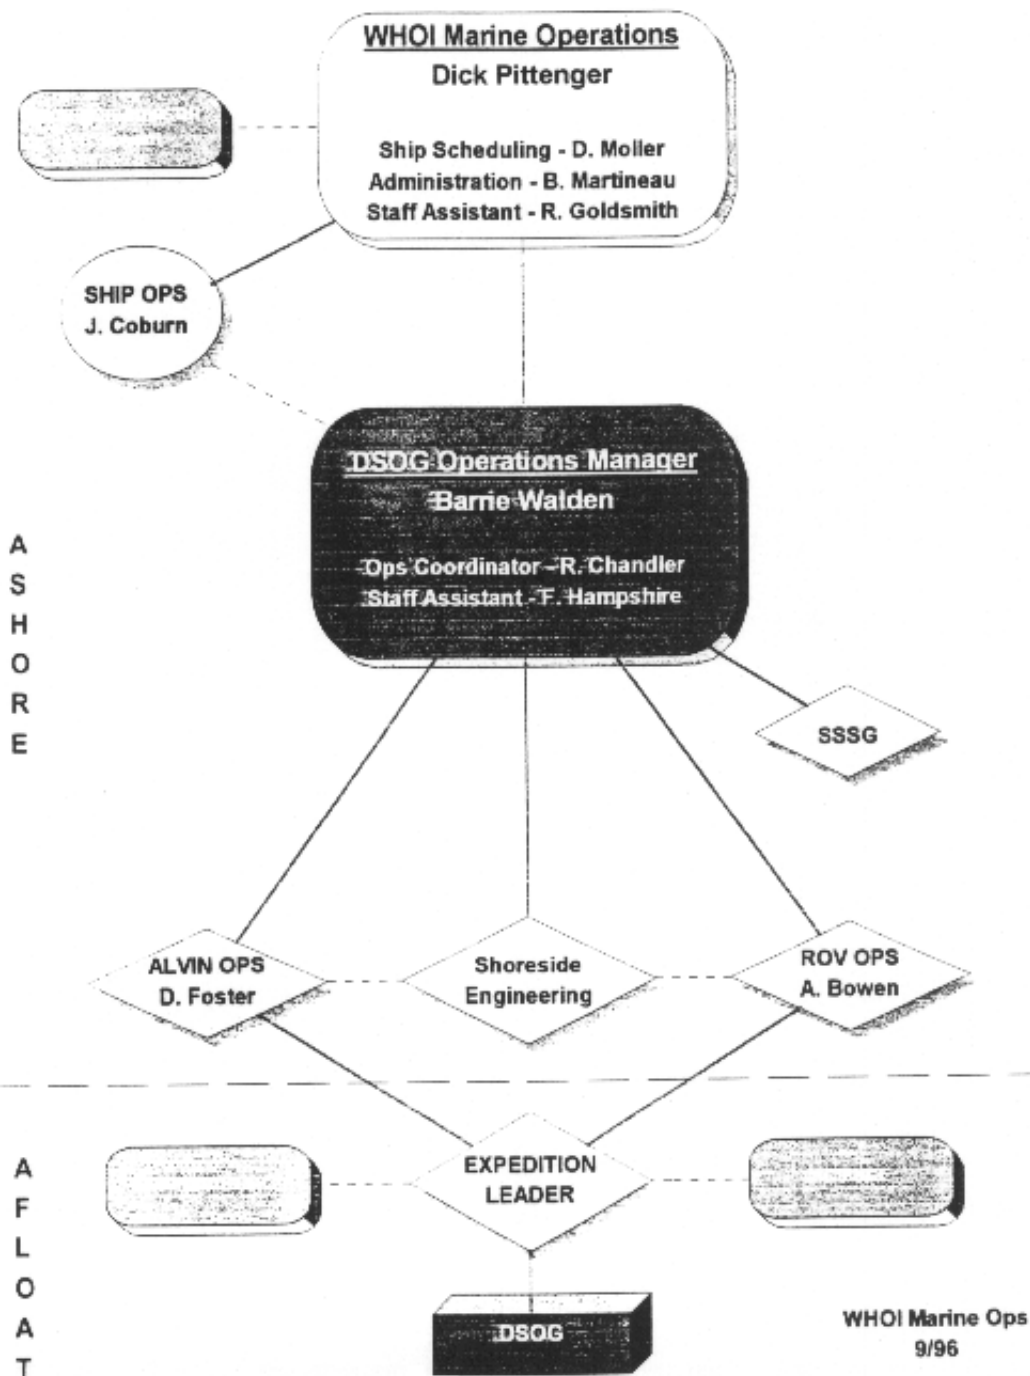 WHOI Marine Operations
Dick Pittenger
Ship Scheduling - D. Moller
Administration - B. Martineau
Staff Assistant - R. Goldsmith
SHIP OPS
J. Coburn
DSOG Operations Manager
Barrie Walden
Ops Coordinator - R. Chandler
Staff Assistant - F. Hampshire
ASHORE
SSSG
ALVIN OPS
D. Foster
Shoreside
Engineering
ROV OPS
A. Bowen
AFLOAT
EXPEDITION
LEADER
DSOG
WHOI Marine Ops
9/96